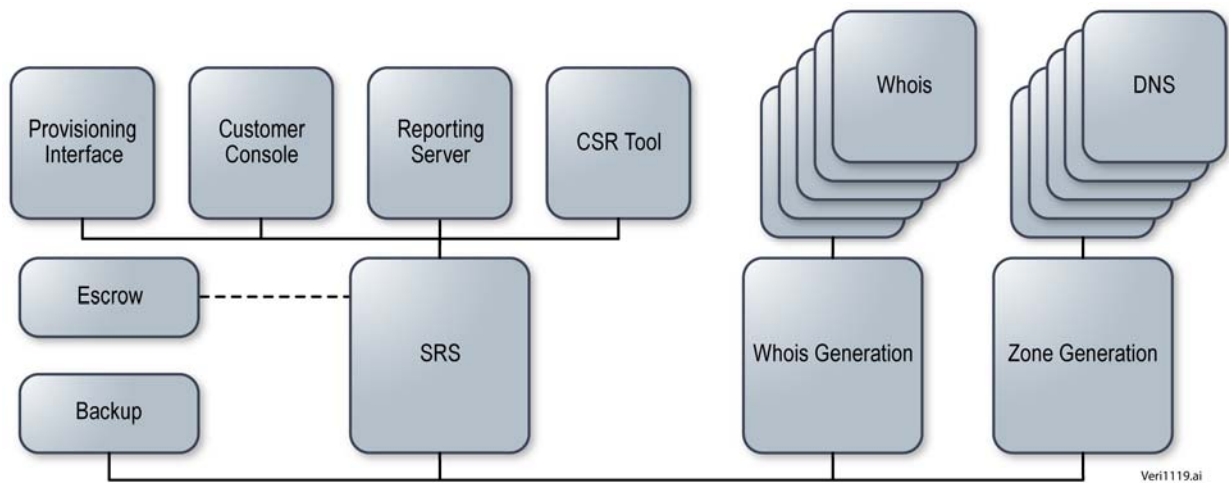 Provisioning
Interface
Customer
Console
Reporting
Server
CSR Tool
Whois
DNS
Escrow
SRS
Whois Generation
Zone Generation
Backup
Veri1119.ai